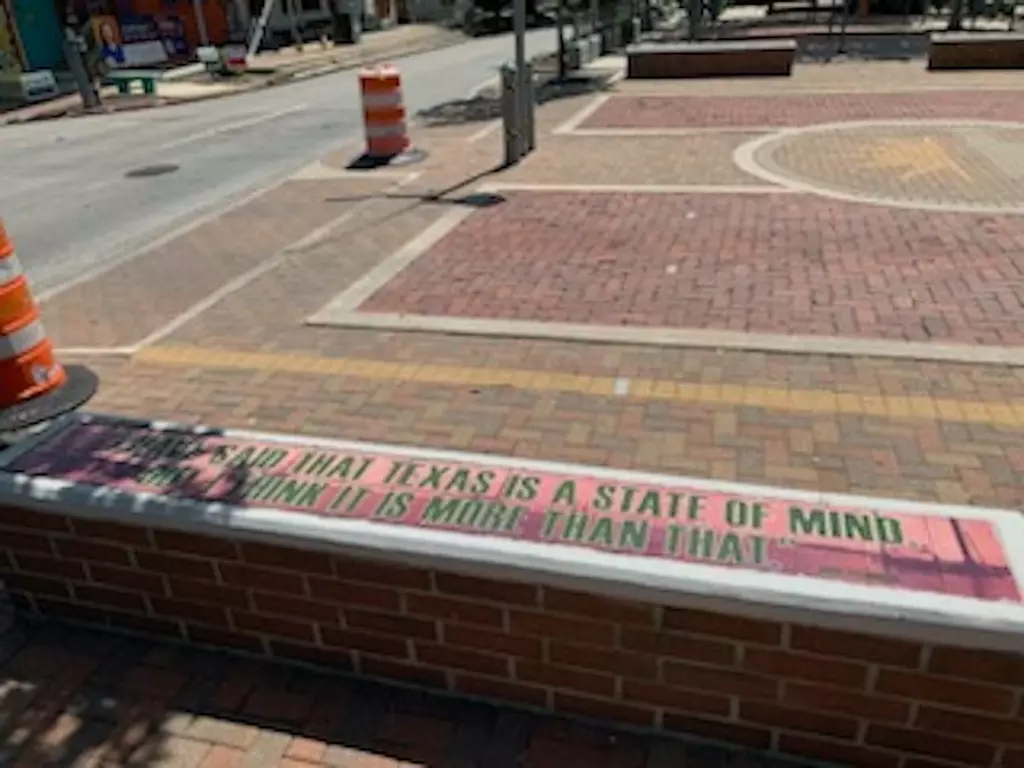 SAID THAT TEXAS IS A STATE OF MIND,
THINK IT IS MORE THAN THAT."